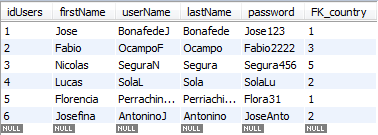 idUsers firstName userName lastName password FK_country
1 Jose BonafedeJ Bonafede Jose123 1
2 Fabio OcampoF Ocampo Fabio2222 3
3 Nicolas SeguraN Segura Segura456 5
4 Lucas SolaL Sola SolaLu 2
5 Florencia Perrachin... Perriachi... Flora31 1
6 Josefina AntoninoJ Antonino JoseAnto 2
NULL NULL NULL NULL NULL NULL